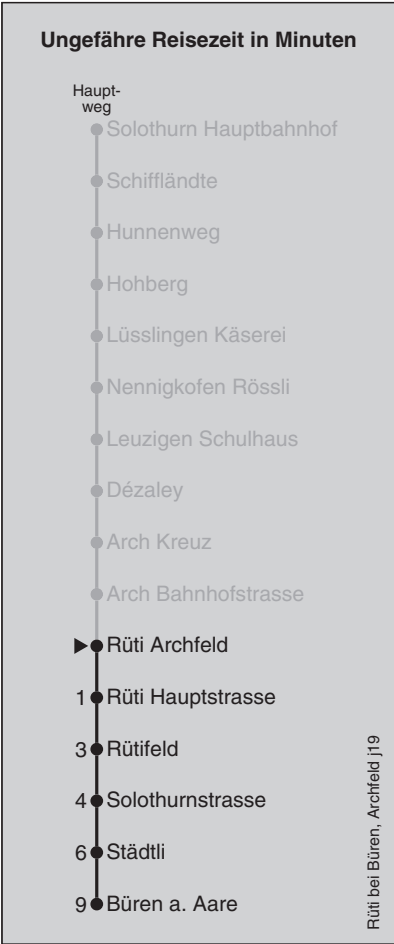 Ungefähre Reisezeit in Minuten
Haupt-
weg
Solothurn Hauptbahnhof
Schiffländte
Hunnenweg
Hohberg
Lüsslingen Käserei
Nennigkofen Rössli
Leuzigen Schulhaus
Dézaley
Arch Kreuz
Arch Bahnhofstrasse
Rüti Archfeld
1 Rüti Hauptstrasse
3 Rütifeld
4 Solothurnstrasse
6 Städtli
9 Büren a. Aare
Rüti bei Büren, Archfeld j19